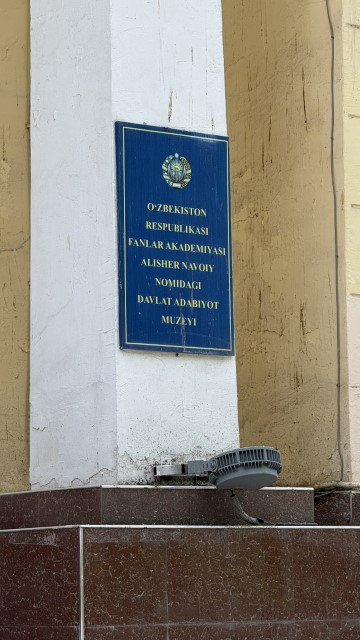 O‘ZBEKISTON
RESPUBLIKASI
FANLAR AKADEMIYASI
ALISHER NAVOIY
NOMIDAGI
DAVLAT ADABIYOT
MUZEYI